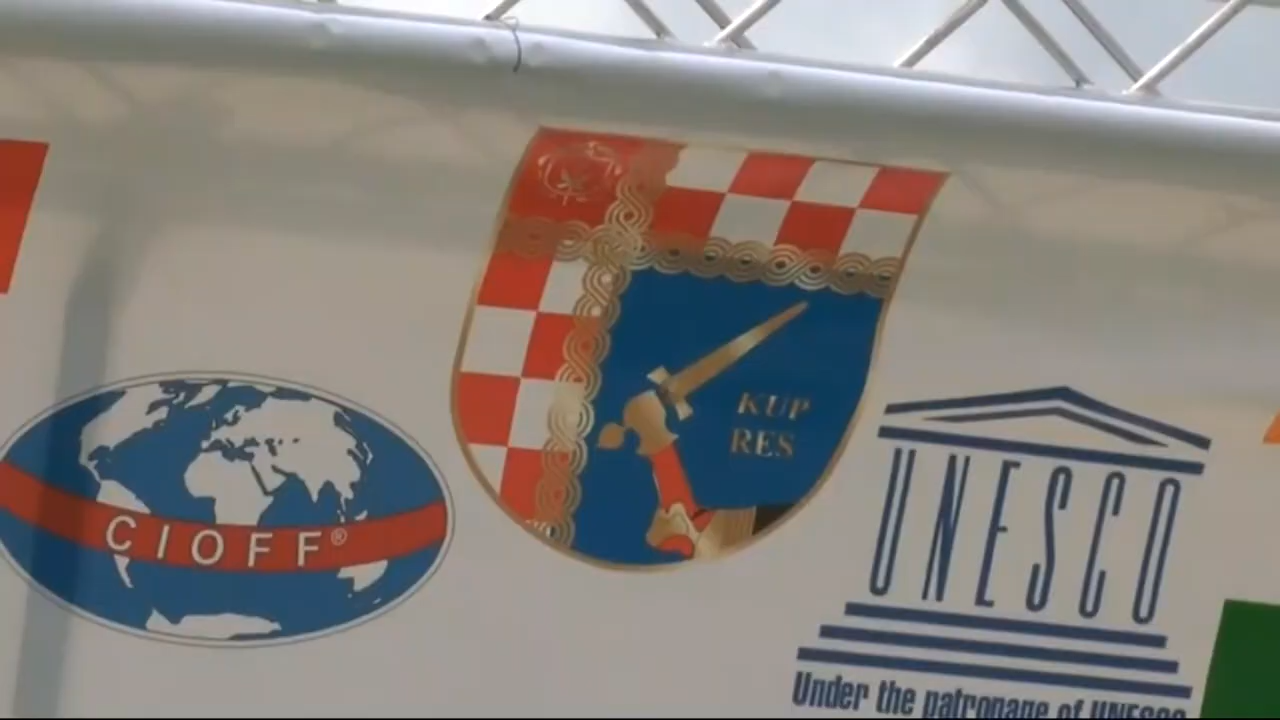 CIOFF®
KUP
RES
UNESCO
Under the patronage of UNESCO